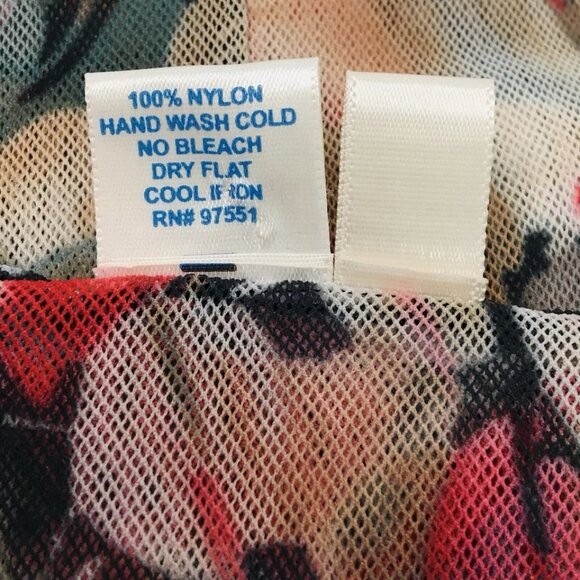 100% NYLON
HAND WASH COLD
NO BLEACH
DRY FLAT
COOL IRON
RN# 97551